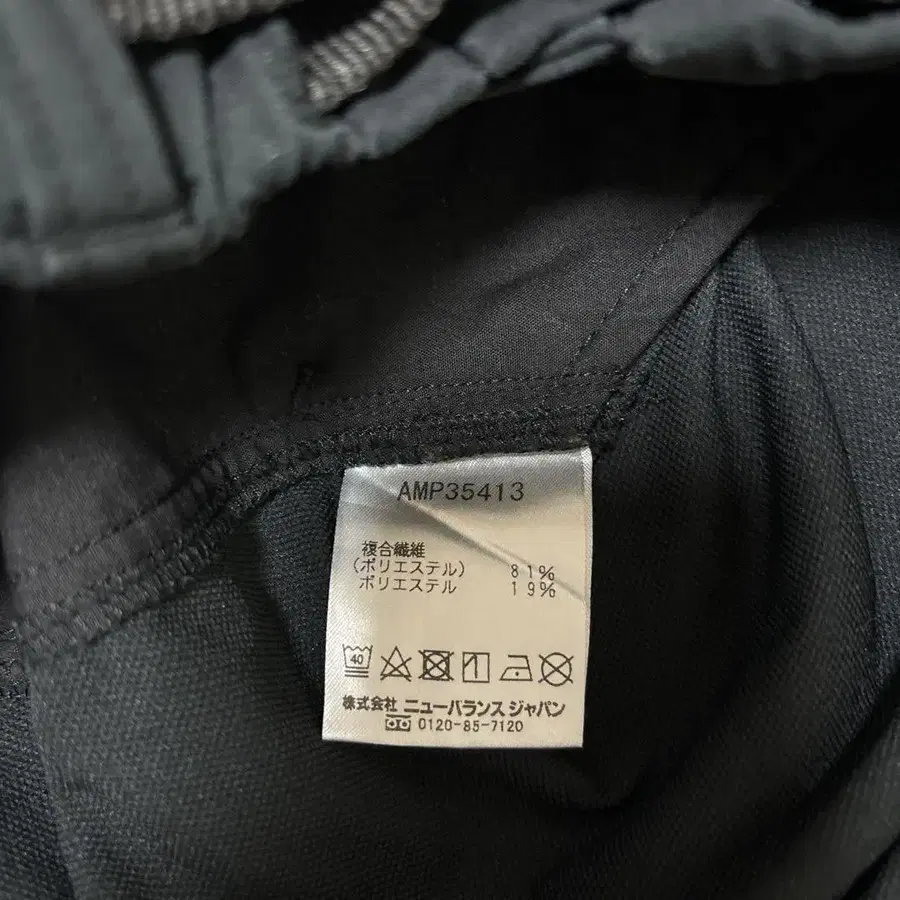 AMP35413
複合繊維
(ポリエステル) 81%
ポリエステル 19%
40
株式会社 ニューバランス ジャパン
0120-85-7120